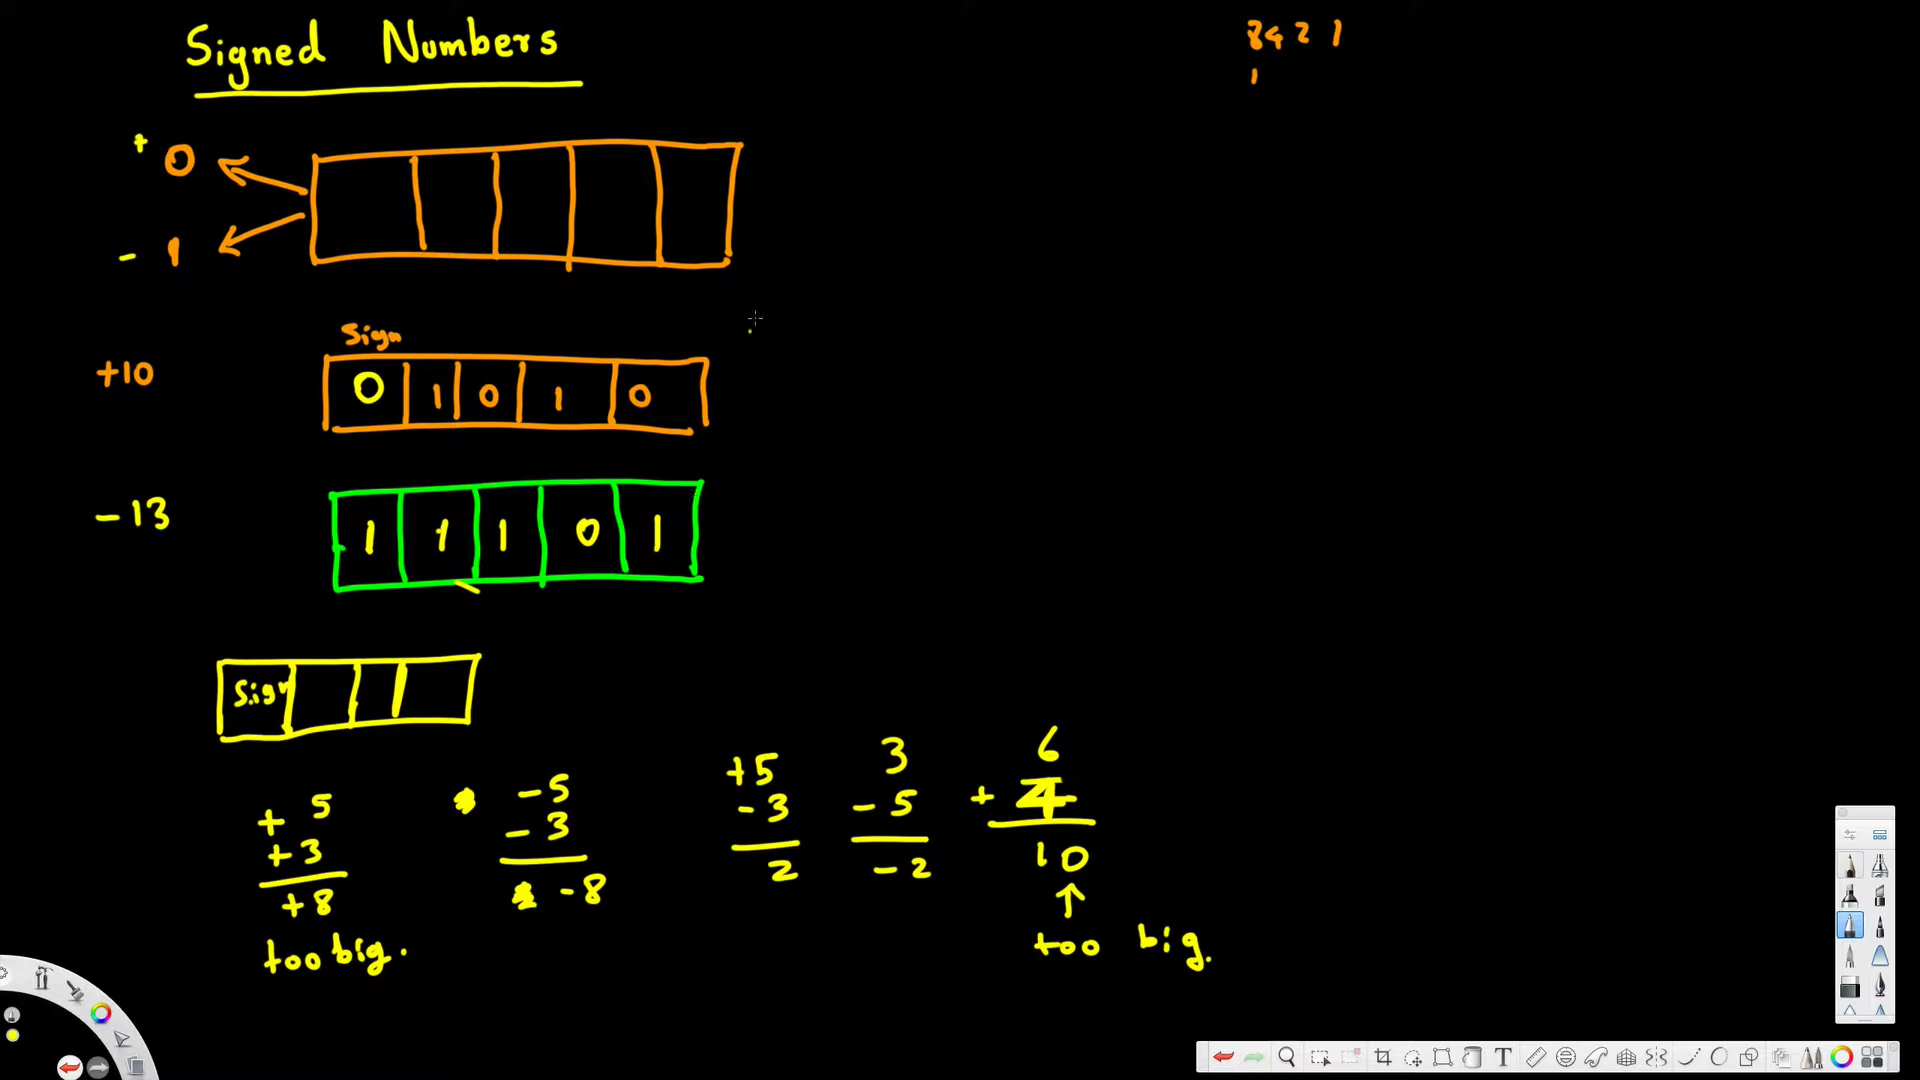 Signed Numbers
8 4 2 1
1
+ 0
- 1
Sign
+10
0 1 0 1 0
-13
1 1 1 0 1
Sign
+ 5
+3
+8
too big.
-5
-3
-8
+5
-3
2
3
-5
-2
6
+ 4
10
too big.